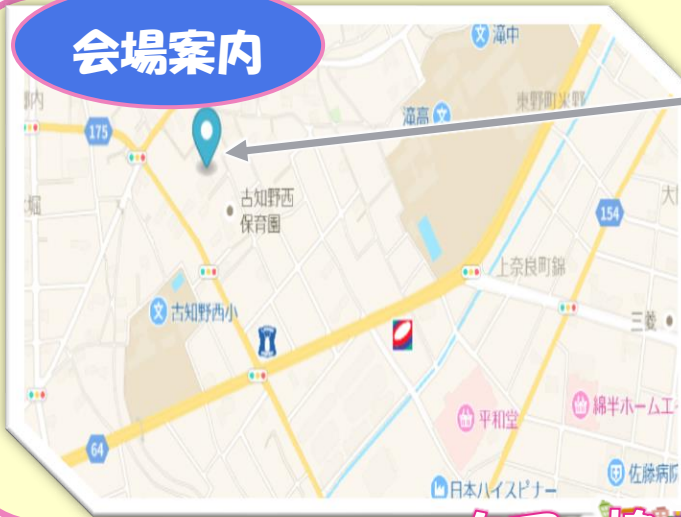 会場案内
滝中
滝高
東野町米野
175
古知野西
保育園
154
上奈良町錦
古知野西小
三菱
平和堂
綿半ホームエ
64
日本ハイスピナー
佐藤病院